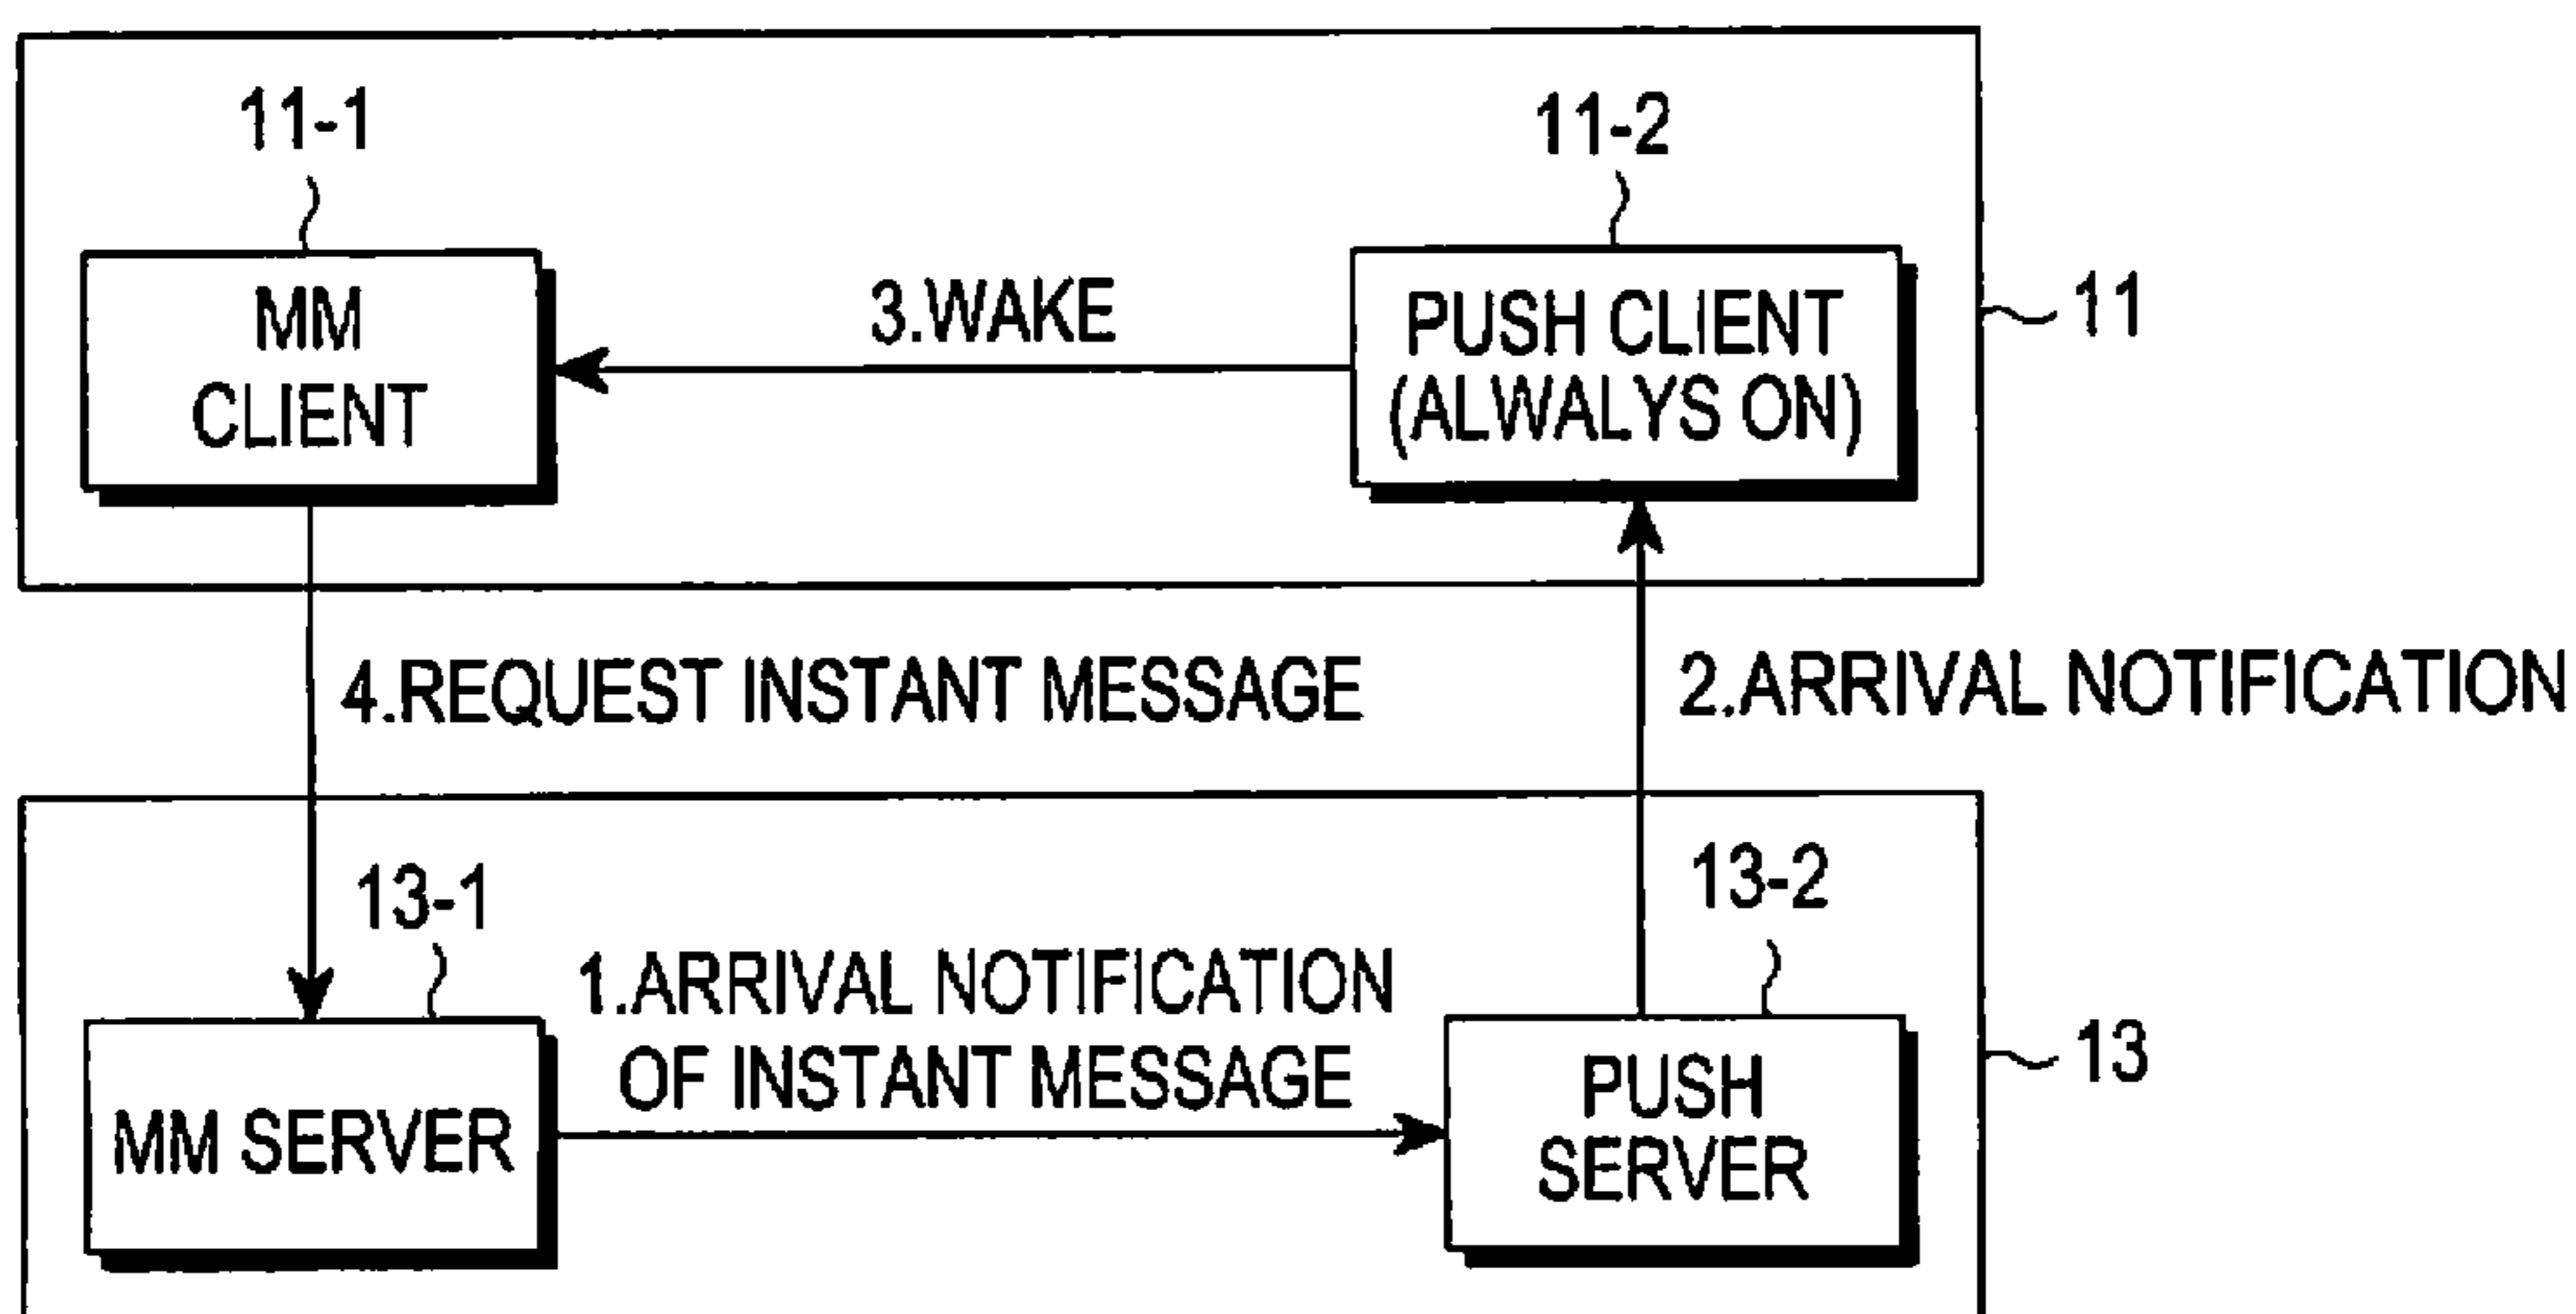 11-1
11-2
MM
CLIENT
3.WAKE
PUSH CLIENT
(ALWALYS ON)
11
4.REQUEST INSTANT MESSAGE
2.ARRIVAL NOTIFICATION
13-1
13-2
1.ARRIVAL NOTIFICATION
OF INSTANT MESSAGE
MM SERVER
PUSH
SERVER
13